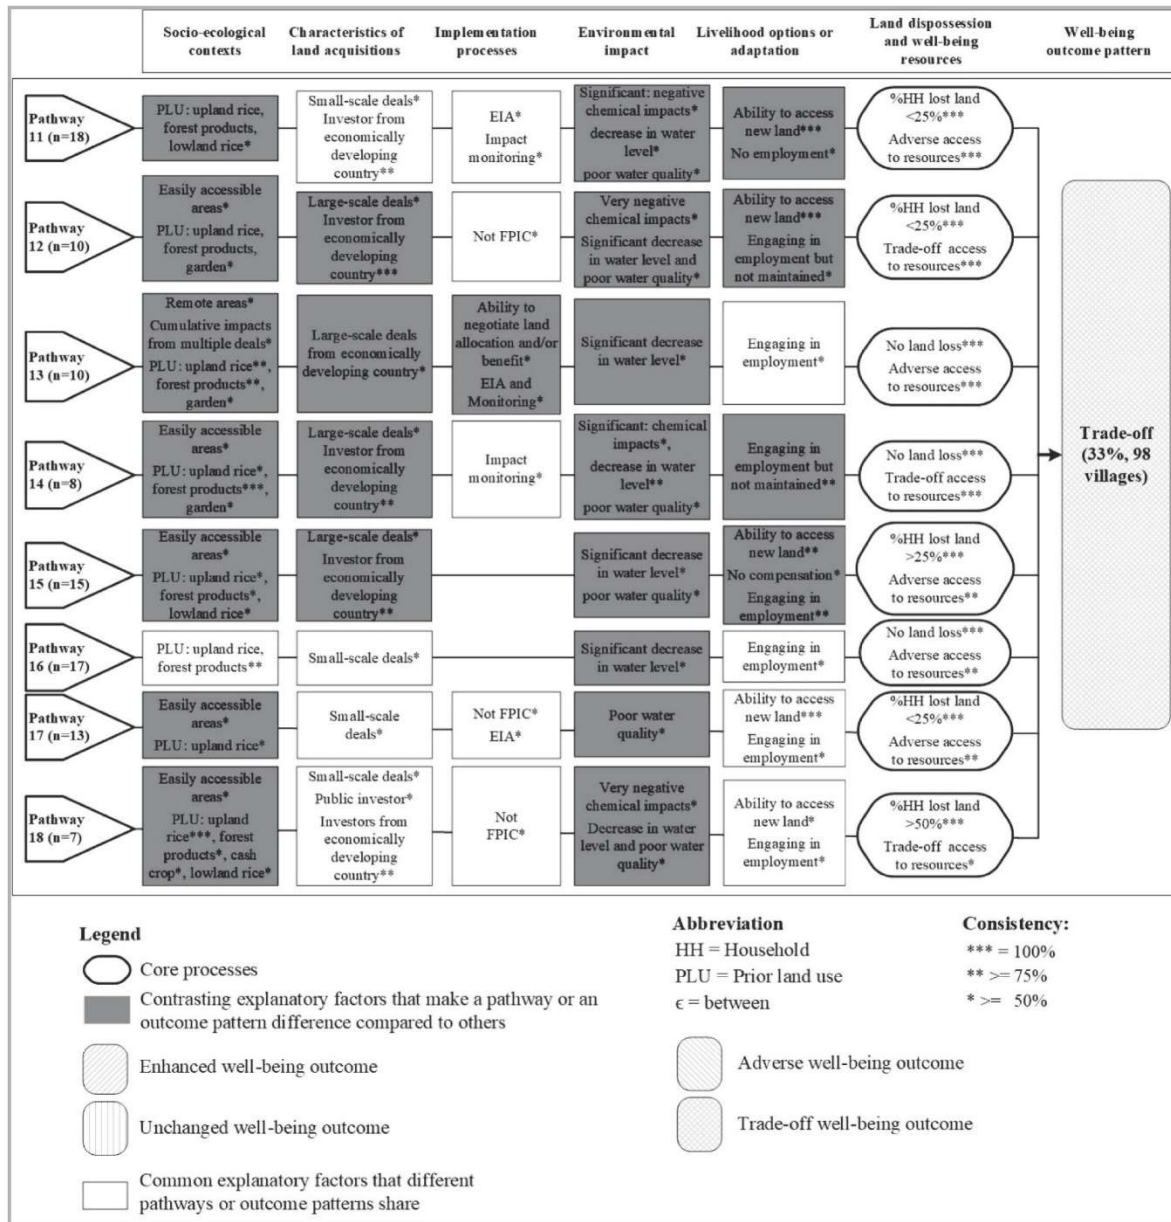 Socio-ecological
contexts
Characteristics of
land acquisitions
Implementation
processes
Environmental
impact
Livelihood options or
adaptation
Land dispossession
and well-being
resources
Well-being
outcome pattern
Pathway
11 (n=18)
PLU: upland rice,
forest products,
lowland rice*
Small-scale deals*
Investor from
economically
developing
country**
EIA*
Impact
monitoring*
Significant: negative
chemical impacts*
decrease in water
level*
poor water quality*
Ability to access
new land***
No employment*
%HH lost land
<25%***
Adverse access
to resources***
Pathway
12 (n=10)
Easily accessible
areas*
PLU: upland rice,
forest products,
garden*
Large-scale deals*
Investor from
economically
developing
country***
Not FPIC*
Very negative
chemical impacts*
Significant decrease
in water level and
poor water quality*
Ability to access
new land***
Engaging in
employment but
not maintained*
%HH lost land
<25%***
Trade-off access
to resources***
Pathway
13 (n=10)
Remote areas*
Cumulative impacts
from multiple deals*
PLU: upland rice**,
forest products**,
garden*
Large-scale deals
from economically
developing country*
Ability to
negotiate land
allocation and/or
benefit*
EIA and
Monitoring*
Significant decrease
in water level*
Engaging in
employment*
No land loss***
Adverse access
to resources***
Pathway
14 (n=8)
Easily accessible
areas*
PLU: upland rice*,
forest products***,
garden*
Large-scale deals*
Investor from
economically
developing
country**
Impact
monitoring*
Significant: chemical
impacts*,
decrease in water
level**
poor water quality*
Engaging in
employment but
not maintained**
No land loss***
Trade-off access
to resources***
Pathway
15 (n=15)
Easily accessible
areas*
PLU: upland rice*,
forest products*,
lowland rice*
Large-scale deals*
Investor from
economically
developing
country**
Significant decrease
in water level*
poor water quality*
Ability to access
new land**
No compensation*
Engaging in
employment**
%HH lost land
>25%***
Adverse access
to resources**
Pathway
16 (n=17)
PLU: upland rice,
forest products**
Small-scale deals*
Significant decrease
in water level*
Engaging in
employment*
No land loss***
Adverse access
to resources**
Pathway
17 (n=13)
Easily accessible
areas*
PLU: upland rice*
Small-scale
deals*
Not FPIC*
EIA*
Poor water
quality*
Ability to access
new land***
Engaging in
employment*
%HH lost land
<25%***
Adverse access
to resources**
Pathway
18 (n=7)
Easily accessible
areas*
PLU: upland
rice***, forest
products*, cash
crop*, lowland rice*
Small-scale deals*
Public investor*
Investors from
economically
developing
country**
Not
FPIC*
Very negative
chemical impacts*
Decrease in water
level and poor water
quality*
Ability to access
new land*
Engaging in
employment*
%HH lost land
>50%***
Trade-off access
to resources*
Trade-off
(33%, 98
villages)
Legend
Core processes
Contrasting explanatory factors that make a pathway or an
outcome pattern difference compared to others
Enhanced well-being outcome
Unchanged well-being outcome
Common explanatory factors that different
pathways or outcome patterns share
Abbreviation
HH = Household
PLU = Prior land use
ϵ = between
Consistency:
*** = 100%
** >= 75%
* >= 50%
Adverse well-being outcome
Trade-off well-being outcome